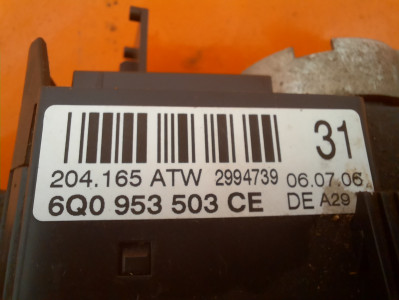 31
204.165 ATW 2994739 06.07.06
6Q0 953 503 CE DE A29